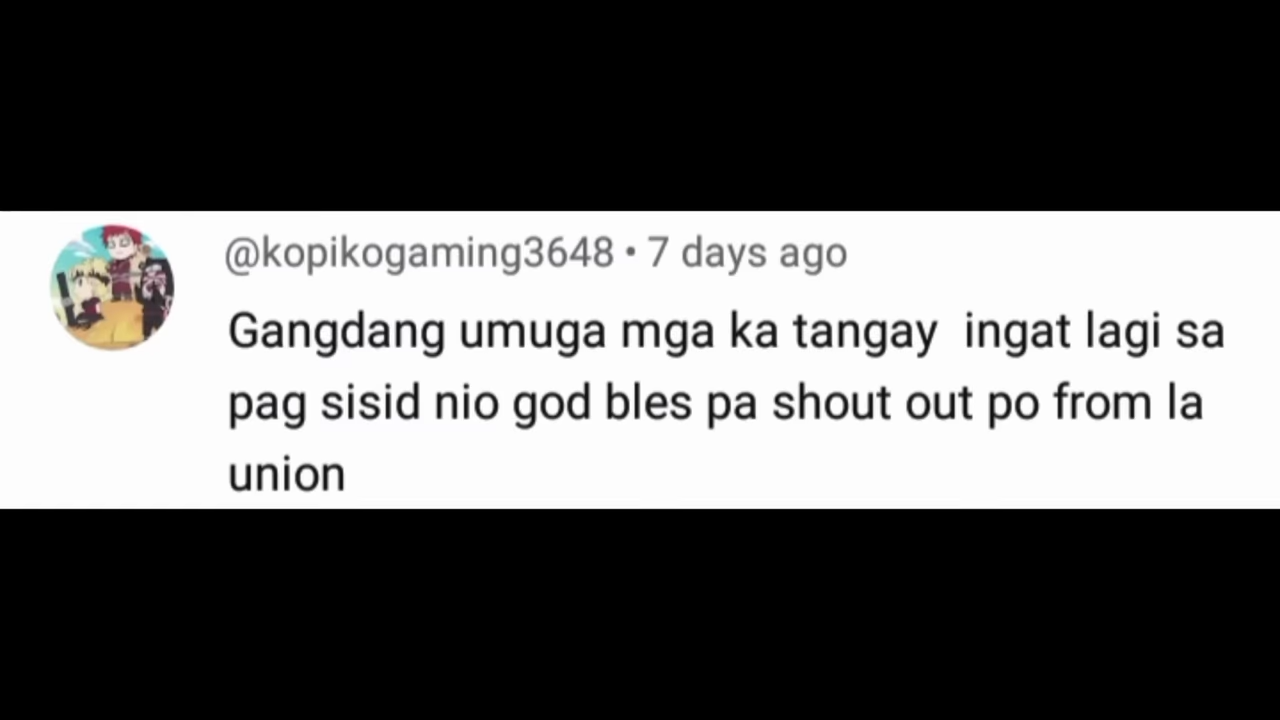 @kopikogaming3648 • 7 days ago
Gangdang umuga mga ka tangay  ingat lagi sa
pag sisid nio god bles pa shout out po from la
union